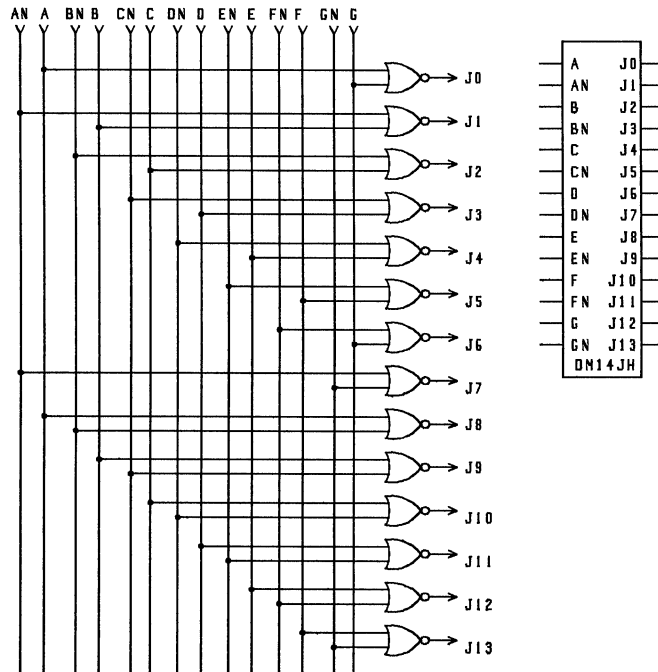 AN A BN B CN C DN D EN E FN F GN G
J0
J1
J2
J3
J4
J5
J6
J7
J8
J9
J10
J11
J12
J13
A J0
AN J1
B J2
BN J3
C J4
CN J5
D J6
DN J7
E J8
EN J9
F J10
FN J11
G J12
GN J13
DM14JH